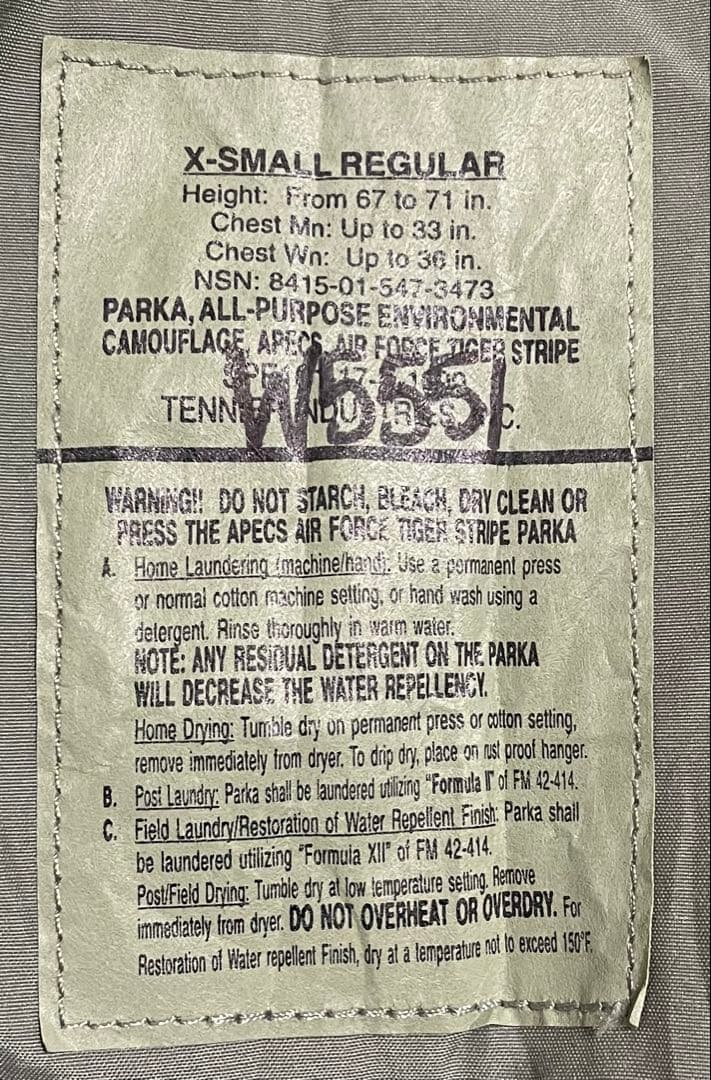 X-SMALL REGULAR
Height: From 67 to 71 in.
Chest Mn: Up to 33 in.
Chest Wn: Up to 36 in.
NSN: 8415-01-547-3473
PARKA, ALL-PURPOSE ENVIRONMENTAL
CAMOUFLAGE, APECS, AIR FORCE TIGER STRIPE
W5551
TENNIER INDUSTRIES, INC.
WARNING!! DO NOT STARCH, BLEACH, DRY CLEAN OR
PRESS THE APECS AIR FORCE TIGER STRIPE PARKA
A. Home Laundering (machine/hand): Use a permanent press
or normal cotton machine setting, or hand wash using a
detergent. Rinse thoroughly in warm water.
NOTE: ANY RESIDUAL DETERGENT ON THE PARKA
WILL DECREASE THE WATER REPELLENCY.
Home Drying: Tumble dry on permanent press or cotton setting,
remove immediately from dryer. To drip dry, place on rust proof hanger.
B. Post Laundry: Parka shall be laundered utilizing "Formula II" of FM 42-414.
C. Field Laundry/Restoration of Water Repellent Finish: Parka shall
be laundered utilizing "Formula XII" of FM 42-414.
Post/Field Drying: Tumble dry at low temperature setting. Remove
immediately from dryer. DO NOT OVERHEAT OR OVERDRY. For
Restoration of Water repellent Finish, dry at a temperature not to exceed 150°F.